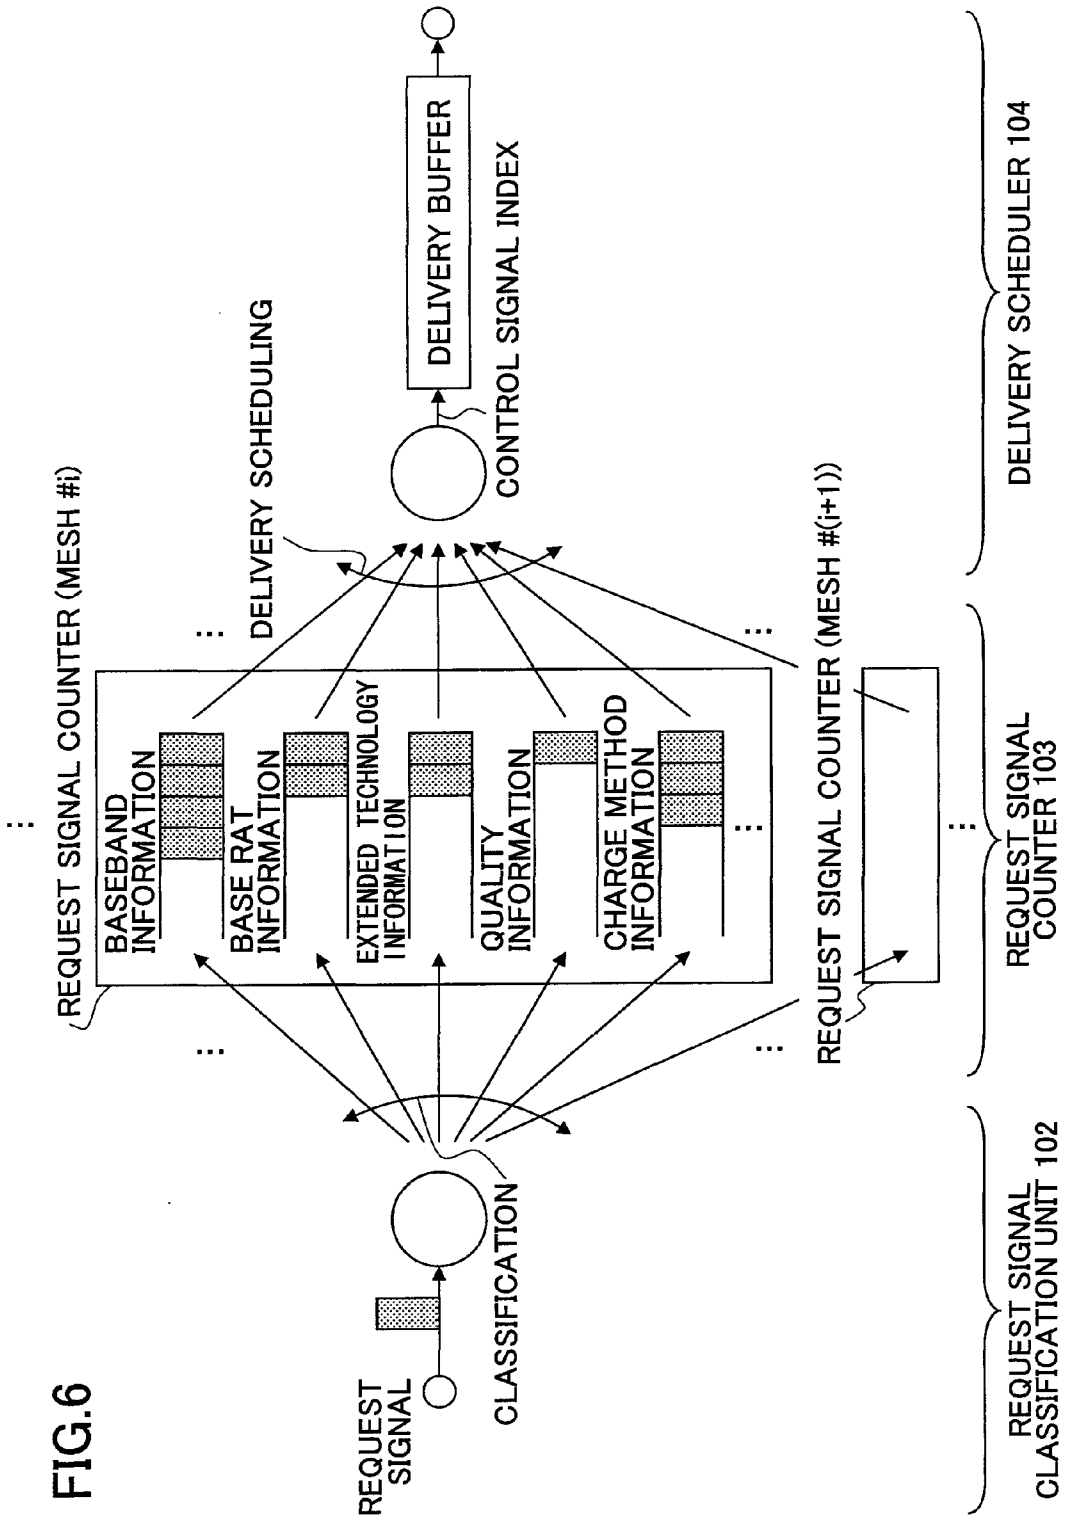 FIG.6
REQUEST SIGNAL COUNTER (MESH #i)
...
REQUEST
SIGNAL
CLASSIFICATION
...
...
BASEBAND
INFORMATION
BASE RAT
INFORMATION
EXTENDED TECHNOLOGY
INFORMATION
QUALITY
INFORMATION
CHARGE METHOD
INFORMATION
...
...
...
DELIVERY SCHEDULING
CONTROL SIGNAL INDEX
DELIVERY BUFFER
REQUEST SIGNAL COUNTER (MESH #(i+1))
...
REQUEST SIGNAL
CLASSIFICATION UNIT 102
REQUEST SIGNAL
COUNTER 103
DELIVERY SCHEDULER 104